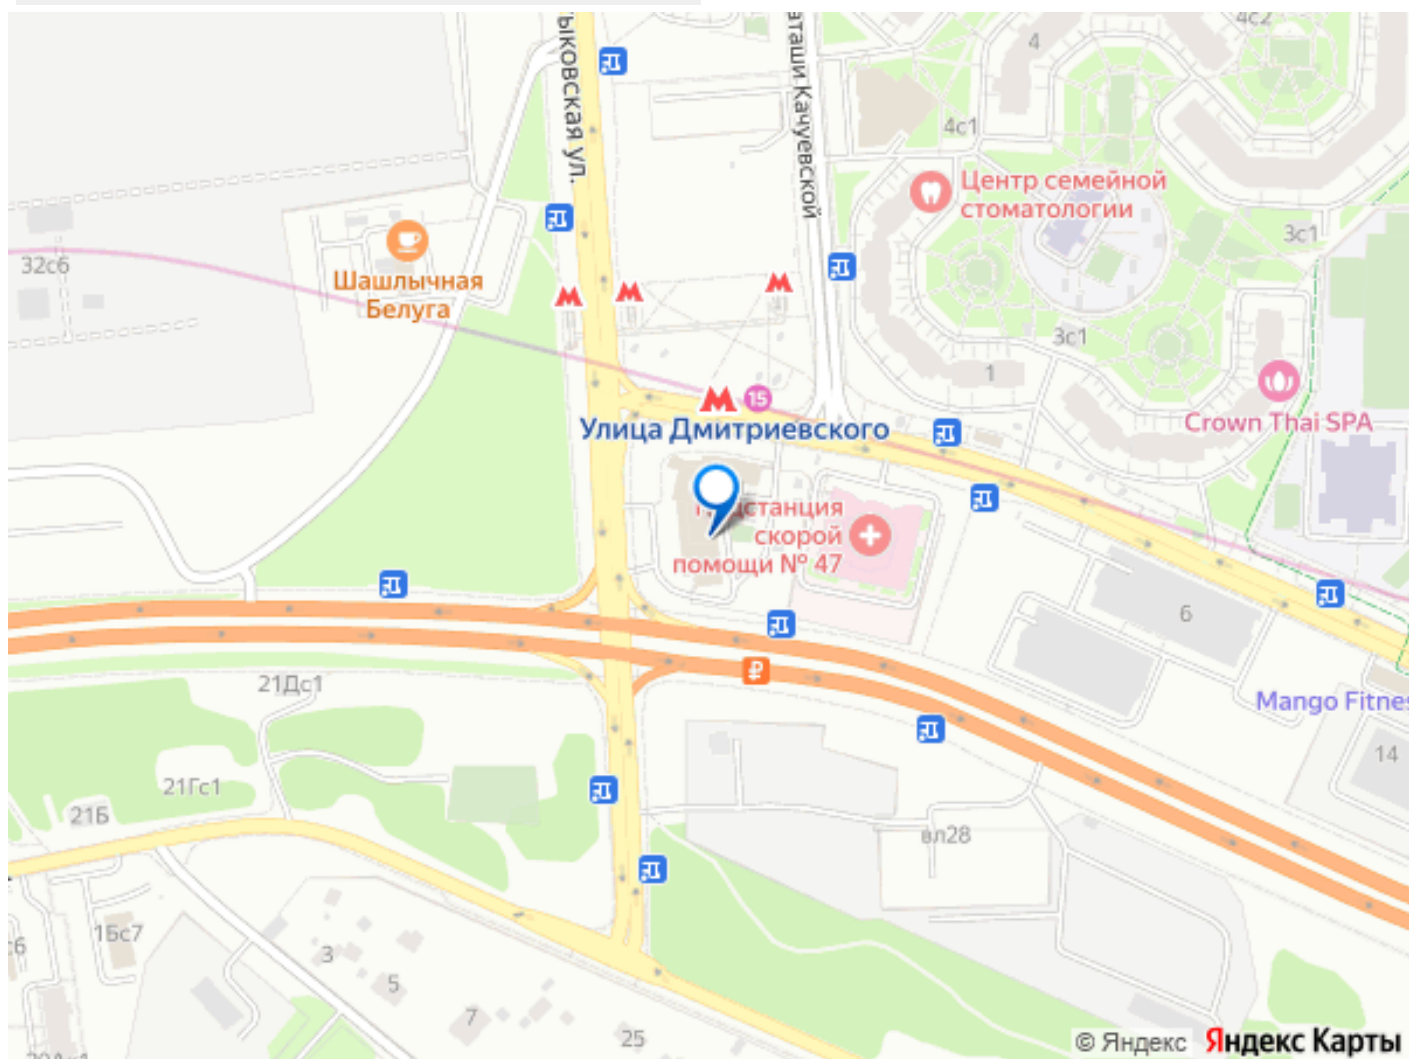 4с2
4
тыковская ул.
аташи Качуевской
4с1
Центр семейной
стоматологии
3с1
32с6
Шашлычная
Белуга
3с1
1
15
Улица Дмитриевского
Crown Thai SPA
скорой
помощи № 47
6
21Дс1
Mango Fitnes
14
21Гс1
21Б
вл28
1Бс7
с6
3
5
7
25
© Яндекс Яндекс Карты